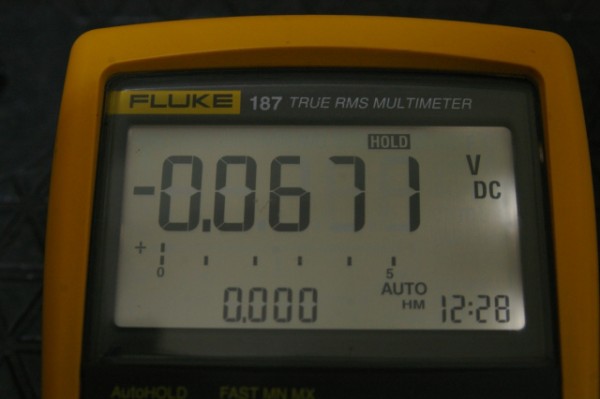 FLUKE 187 TRUE RMS MULTIMETER
HOLD
-0.0671 V DC
+
0 5
AUTO
0.000 HM 12:28
AutoHOLD FAST MN MX